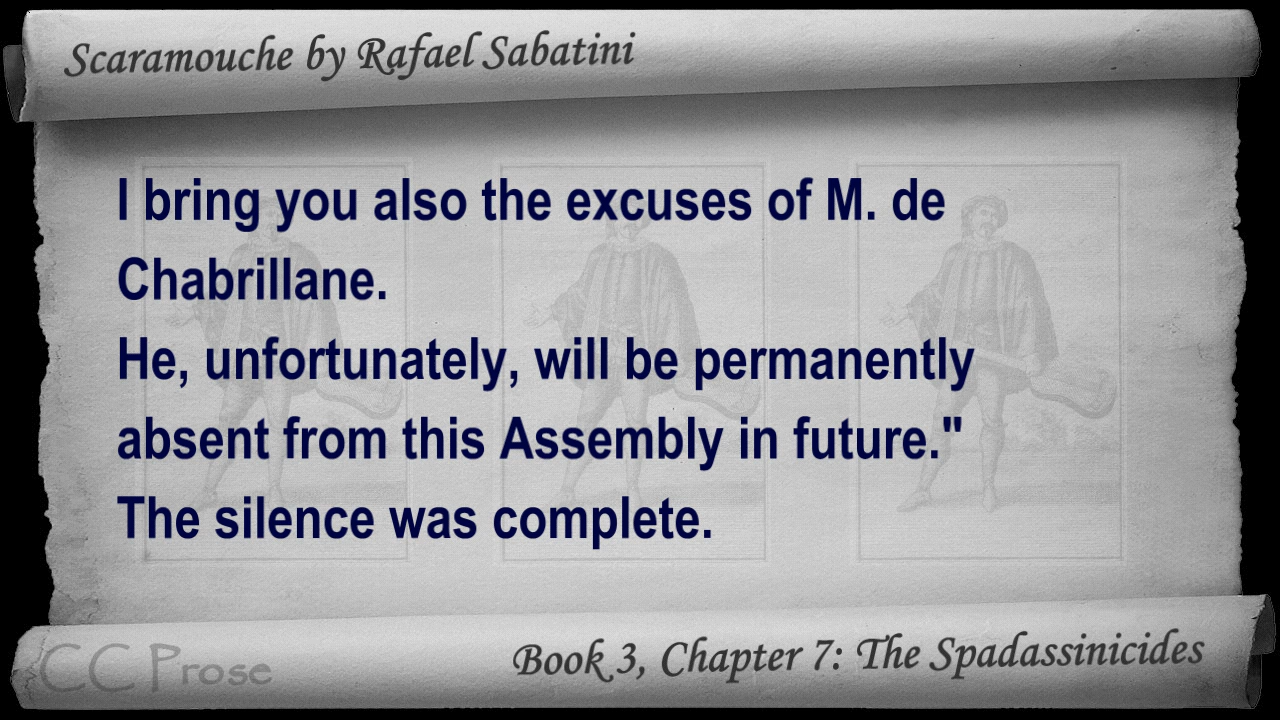 Scaramouche by Rafael Sabatini
I bring you also the excuses of M. de
Chabrillane.
He, unfortunately, will be permanently
absent from this Assembly in future."
The silence was complete.
CC Prose
Book 3, Chapter 7: The Spadassinicides